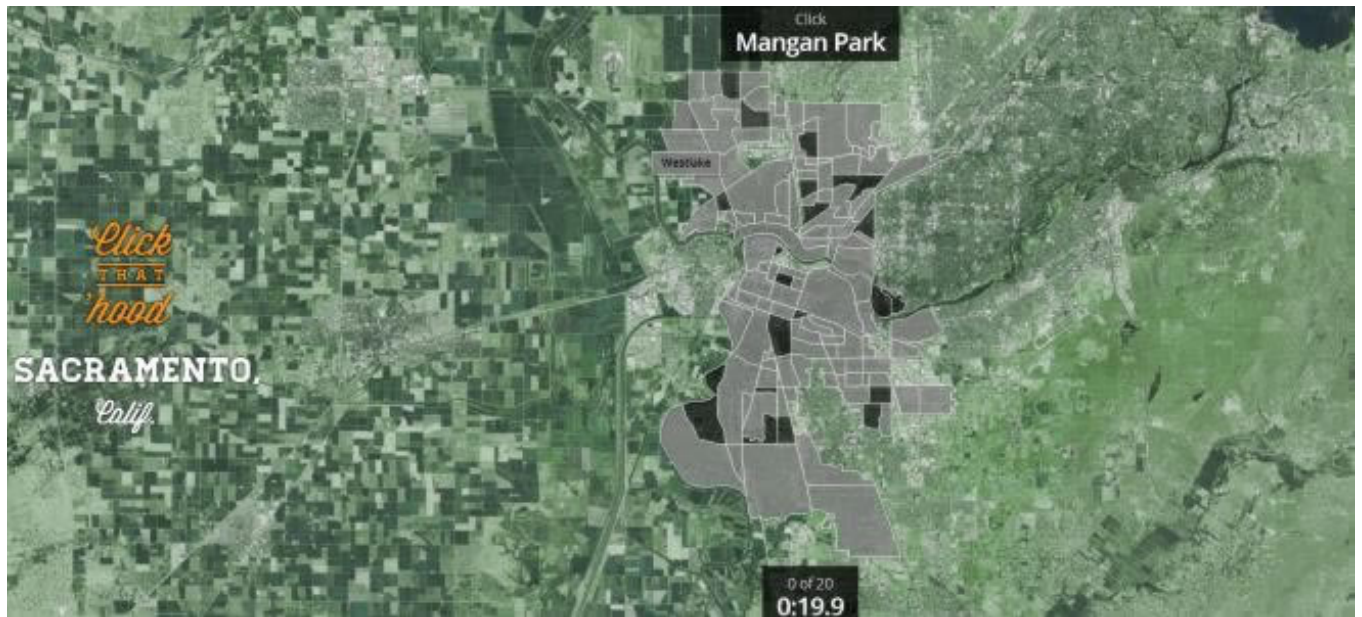 Click
Mangan Park
Westlake
Click
THAT
'hood
SACRAMENTO,
Calif.
0 of 20
0:19.9